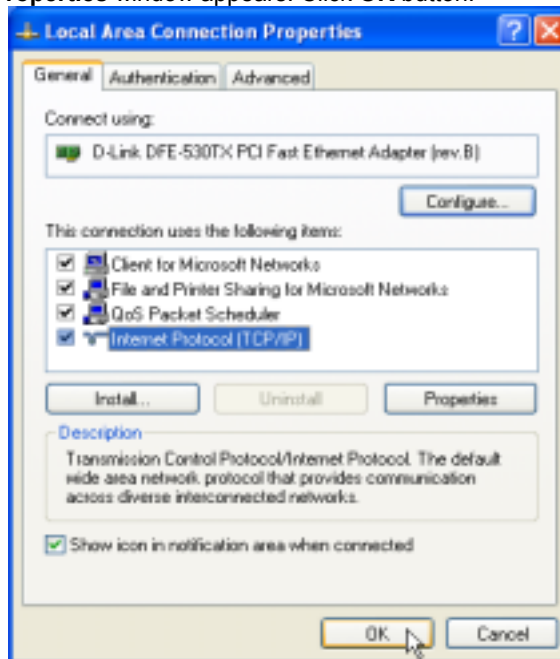 Properties window appears. Click OK button.
Local Area Connection Properties
General Authentication Advanced
Connect using:
D-Link DFE-530TX PCI Fast Ethernet Adapter (rev.B)
Configure...
This connection uses the following items:
Client for Microsoft Networks
File and Printer Sharing for Microsoft Networks
QoS Packet Scheduler
Internet Protocol (TCP/IP)
Install... Uninstall Properties
Description
Transmission Control Protocol/Internet Protocol. The default
wide area network protocol that provides communication
across diverse interconnected networks.
Show icon in notification area when connected
OK Cancel